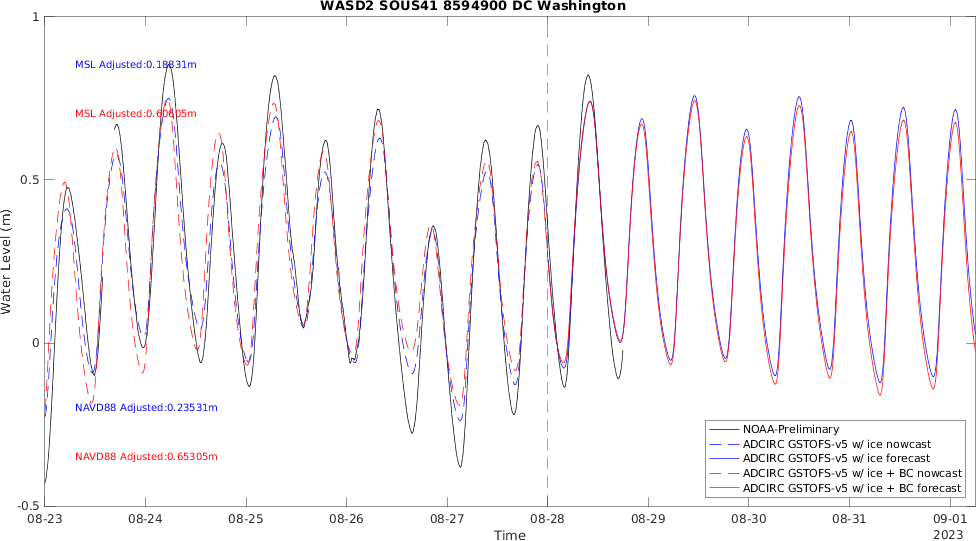 WASD2 SOUS41 8594900 DC Washington
1
MSL Adjusted:0.18831m
MSL Adjusted:0.60605m
0.5
Water Level (m)
0
NAVD88 Adjusted:0.23531m
NAVD88 Adjusted:0.65305m
-0.5
NOAA-Preliminary
ADCIRC GSTOFS-v5 w/ ice nowcast
ADCIRC GSTOFS-v5 w/ ice forecast
ADCIRC GSTOFS-v5 w/ ice + BC nowcast
ADCIRC GSTOFS-v5 w/ ice + BC forecast
08-23 08-24 08-25 08-26 08-27 08-28 08-29 08-30 08-31 09-01
2023
Time